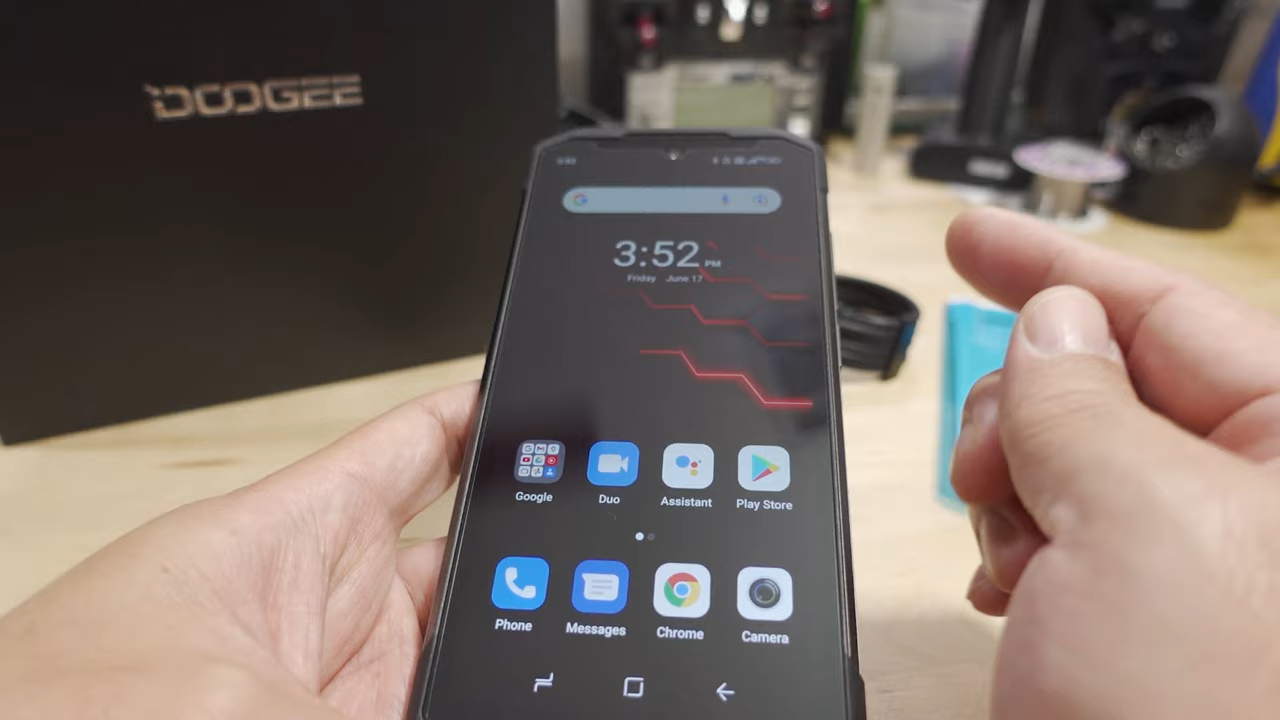 DOOGEE
3:52 PM
Friday June 17
Google
Duo
Assistant
Play Store
Phone
Messages
Chrome
Camera